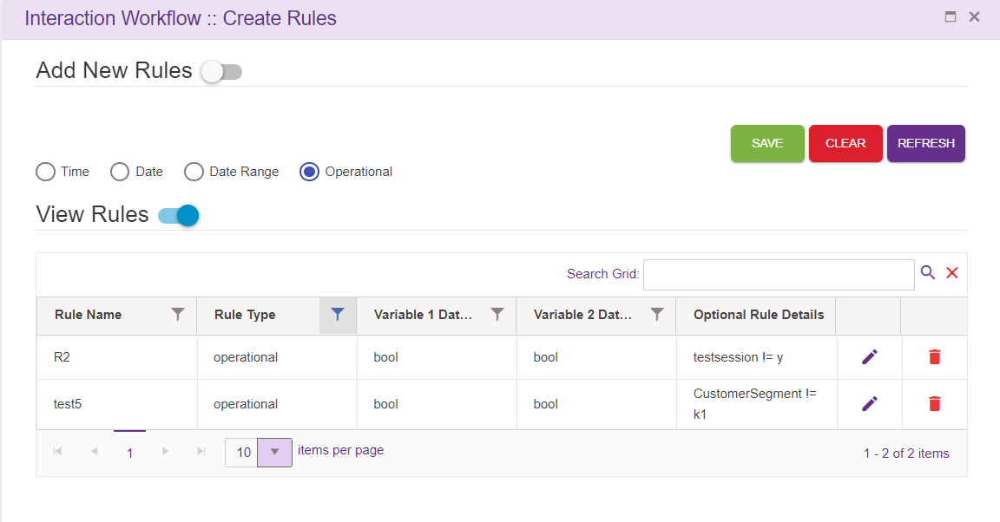 Interaction Workflow :: Create Rules
Add New Rules
SAVE CLEAR REFRESH
Time Date Date Range Operational
View Rules
Search Grid:
Rule Name Rule Type Variable 1 Dat... Variable 2 Dat... Optional Rule Details
R2 operational bool bool testsession != y
test5 operational bool bool CustomerSegment !=
k1
1 10 items per page 1 - 2 of 2 items